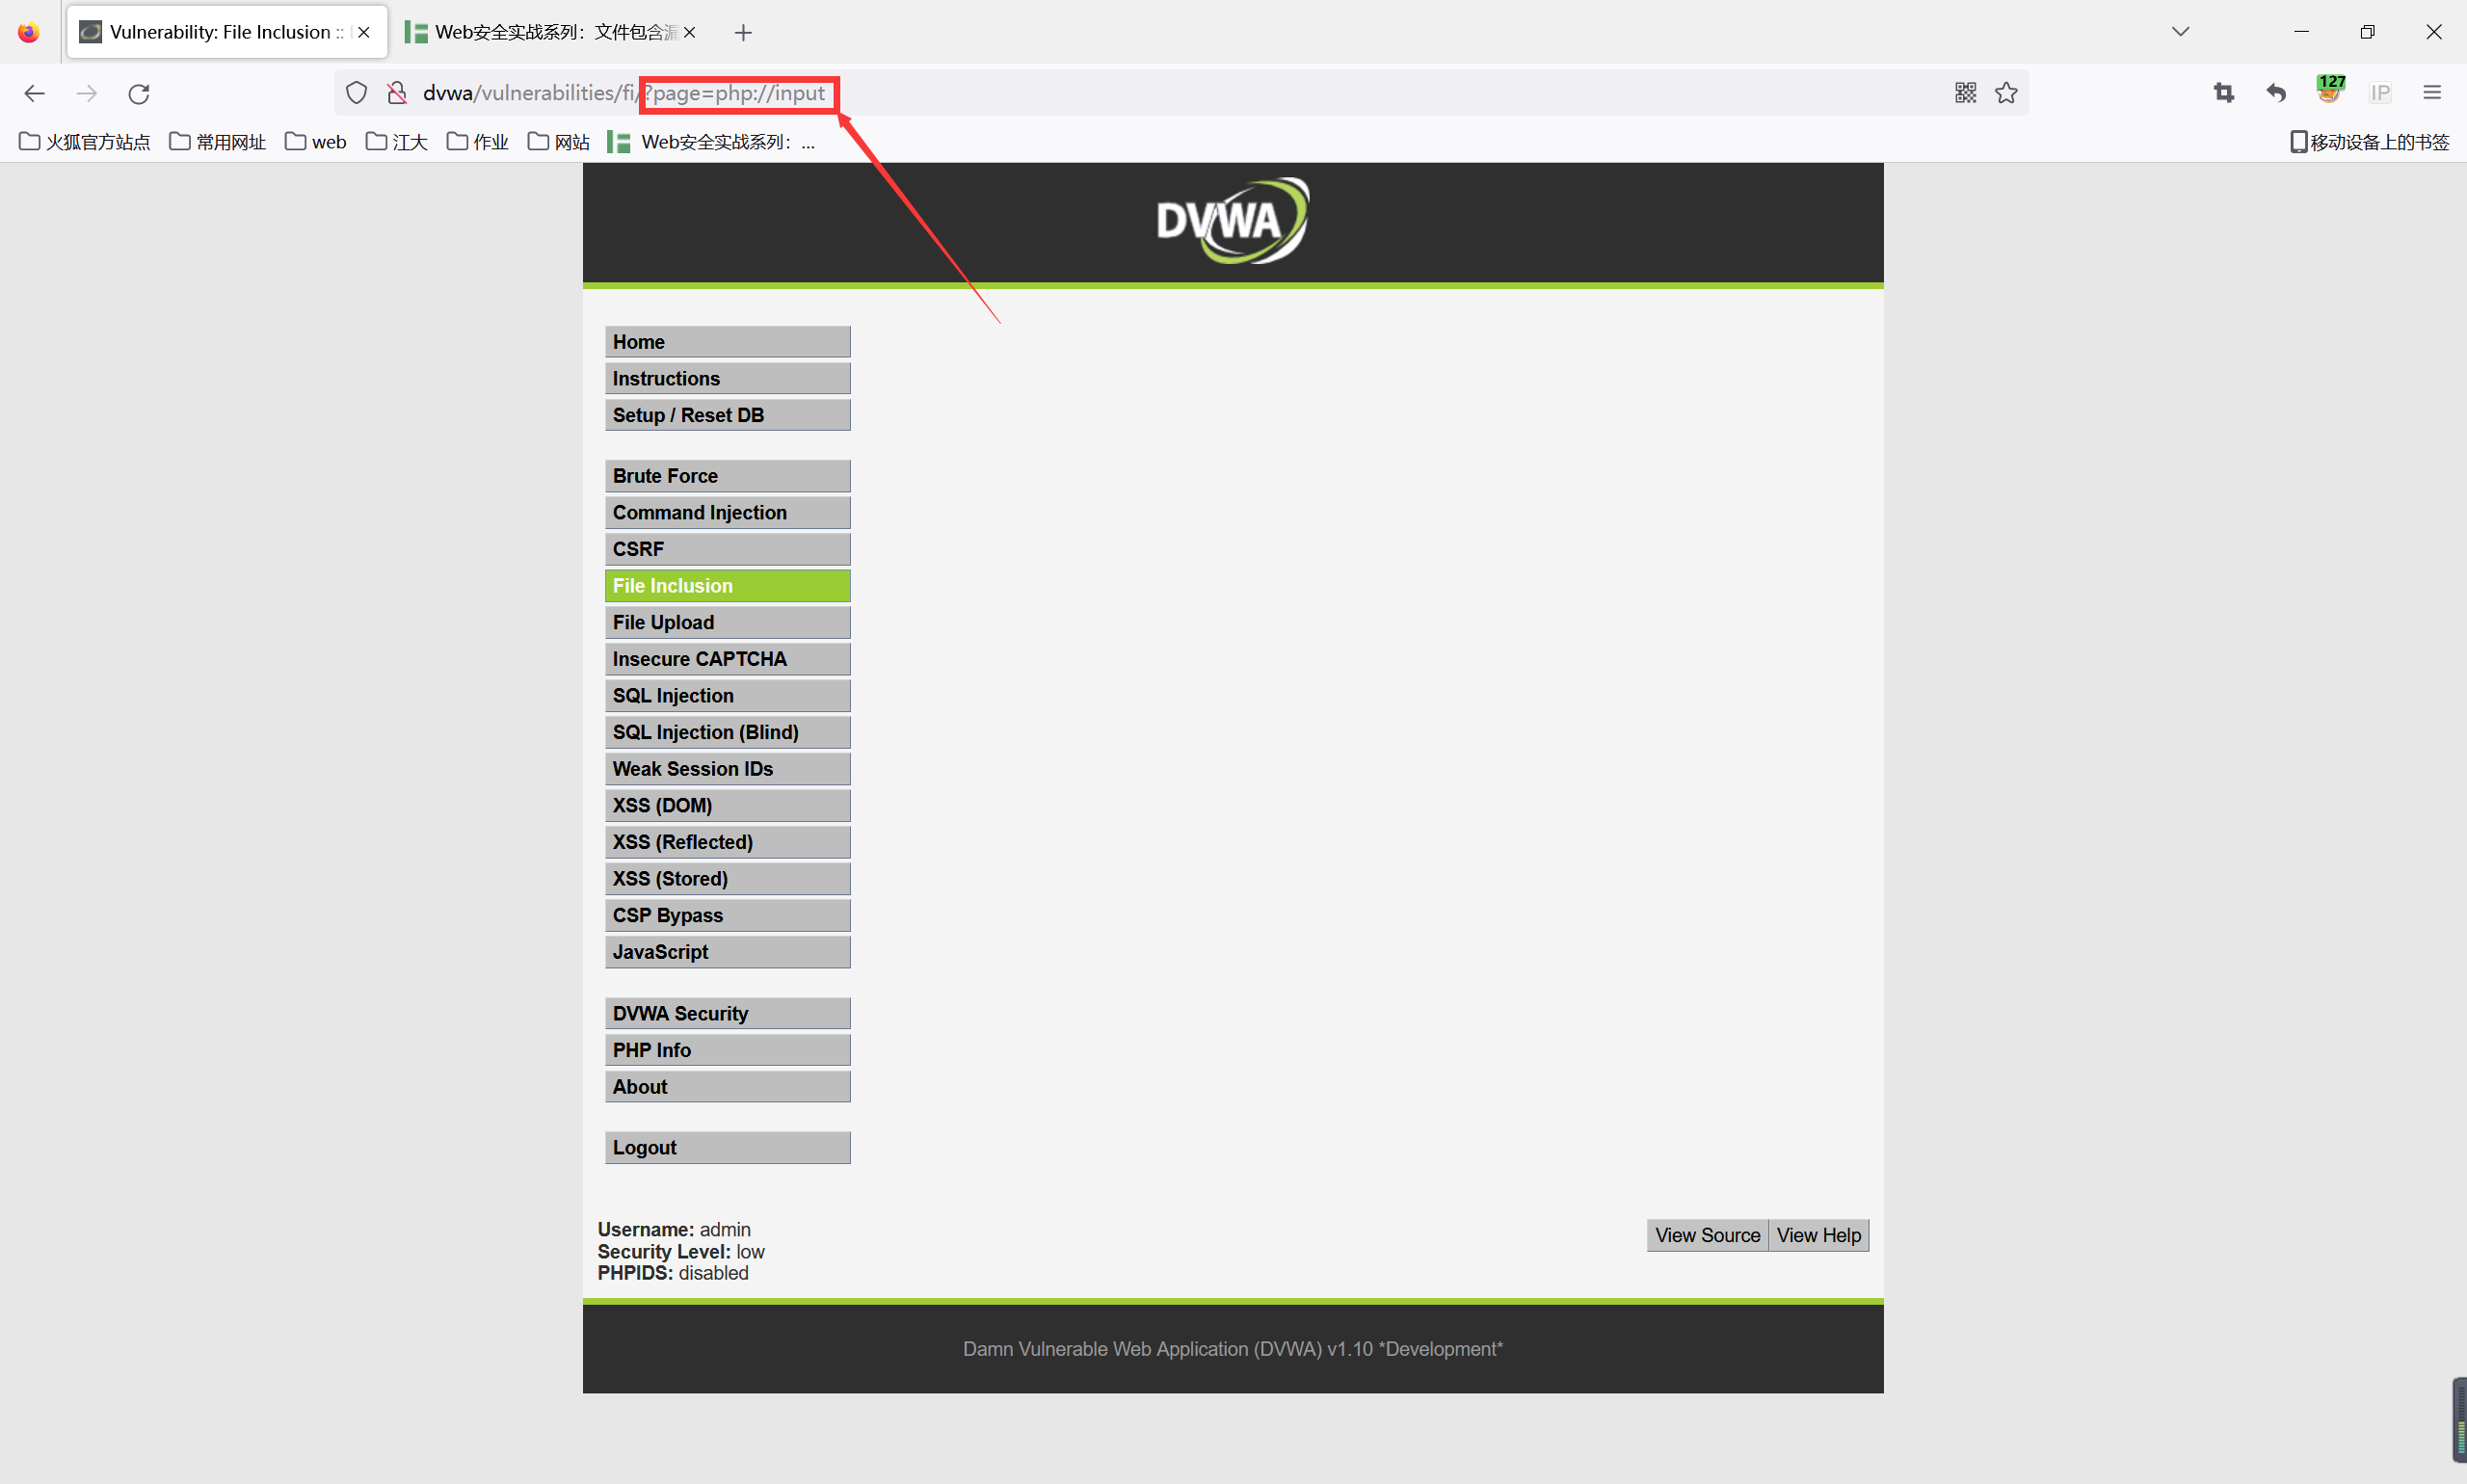 Vulnerability: File Inclusion ::
Web安全实战系列：文件包含漏
dvwa/vulnerabilities/fi/?page=php://input
127
IP
火狐官方站点
常用网址
web
江大
作业
网站
Web安全实战系列：...
移动设备上的书签
DVWA
Home
Instructions
Setup / Reset DB
Brute Force
Command Injection
CSRF
File Inclusion
File Upload
Insecure CAPTCHA
SQL Injection
SQL Injection (Blind)
Weak Session IDs
XSS (DOM)
XSS (Reflected)
XSS (Stored)
CSP Bypass
JavaScript
DVWA Security
PHP Info
About
Logout
Username: admin
Security Level: low
PHPIDS: disabled
View Source
View Help
Damn Vulnerable Web Application (DVWA) v1.10 *Development*